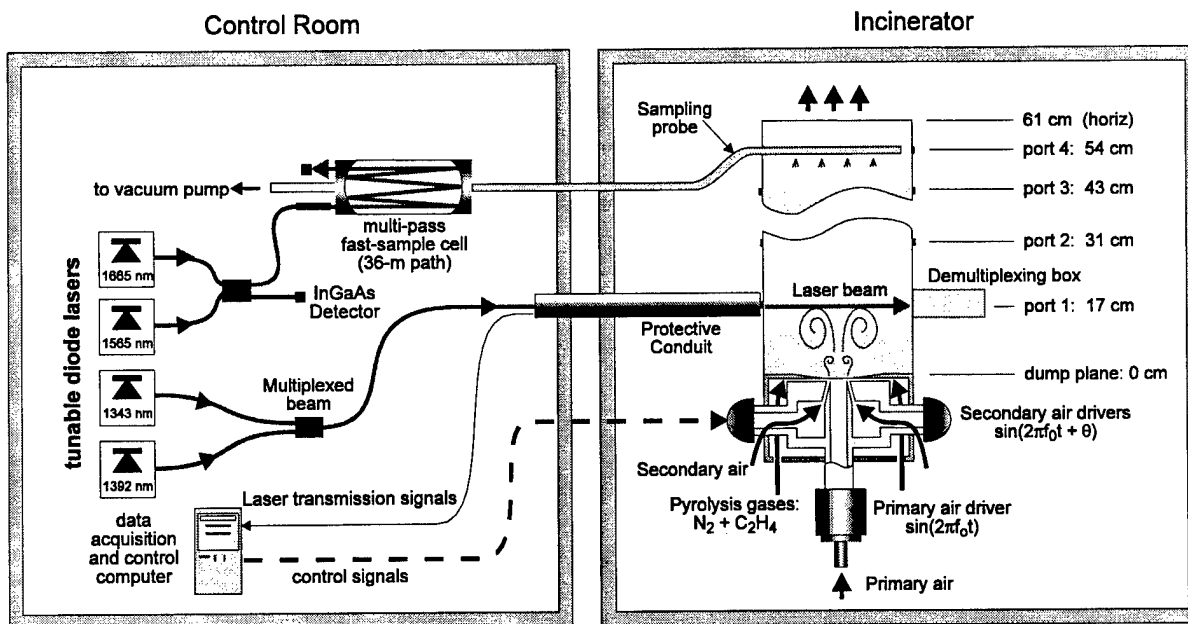 Control Room
Incinerator
Sampling
probe
61 cm (horiz)
port 4: 54 cm
port 3: 43 cm
port 2: 31 cm
port 1: 17 cm
dump plane: 0 cm
to vacuum pump
multi-pass
fast-sample cell
(36-m path)
tunable diode lasers
1665 nm
1565 nm
1343 nm
1392 nm
InGaAs
Detector
Multiplexed
beam
Laser beam
Demultiplexing box
Protective
Conduit
Secondary air drivers
sin(2πf₀t + θ)
Secondary air
Pyrolysis gases:
N₂ + C₂H₄
Primary air driver
sin(2πf₀t)
Primary air
Laser transmission signals
data
acquisition
and control
computer
control signals